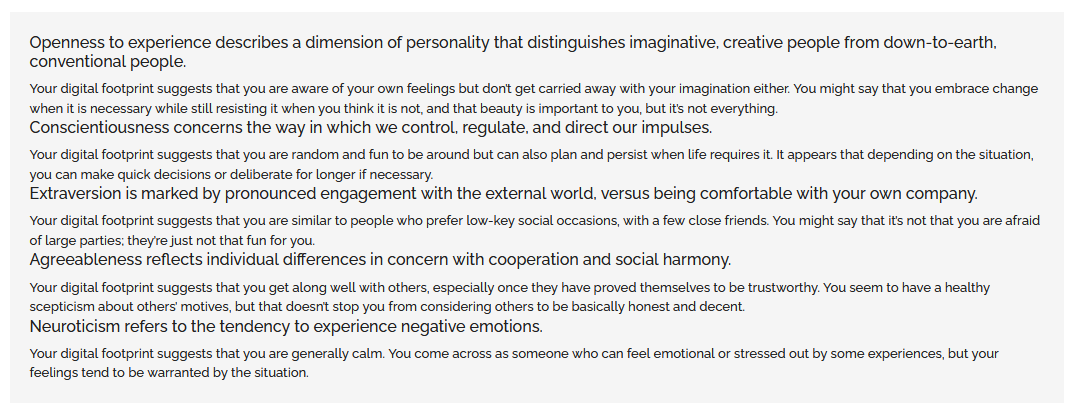 Openness to experience describes a dimension of personality that distinguishes imaginative, creative people from down-to-earth,
conventional people.
Your digital footprint suggests that you are aware of your own feelings but don't get carried away with your imagination either. You might say that you embrace change
when it is necessary while still resisting it when you think it is not, and that beauty is important to you, but it's not everything.
Conscientiousness concerns the way in which we control, regulate, and direct our impulses.
Your digital footprint suggests that you are random and fun to be around but can also plan and persist when life requires it. It appears that depending on the situation,
you can make quick decisions or deliberate for longer if necessary.
Extraversion is marked by pronounced engagement with the external world, versus being comfortable with your own company.
Your digital footprint suggests that you are similar to people who prefer low-key social occasions, with a few close friends. You might say that it's not that you are afraid
of large parties; they're just not that fun for you.
Agreeableness reflects individual differences in concern with cooperation and social harmony.
Your digital footprint suggests that you get along well with others, especially once they have proved themselves to be trustworthy. You seem to have a healthy
scepticism about others' motives, but that doesn't stop you from considering others to be basically honest and decent.
Neuroticism refers to the tendency to experience negative emotions.
Your digital footprint suggests that you are generally calm. You come across as someone who can feel emotional or stressed out by some experiences, but your
feelings tend to be warranted by the situation.